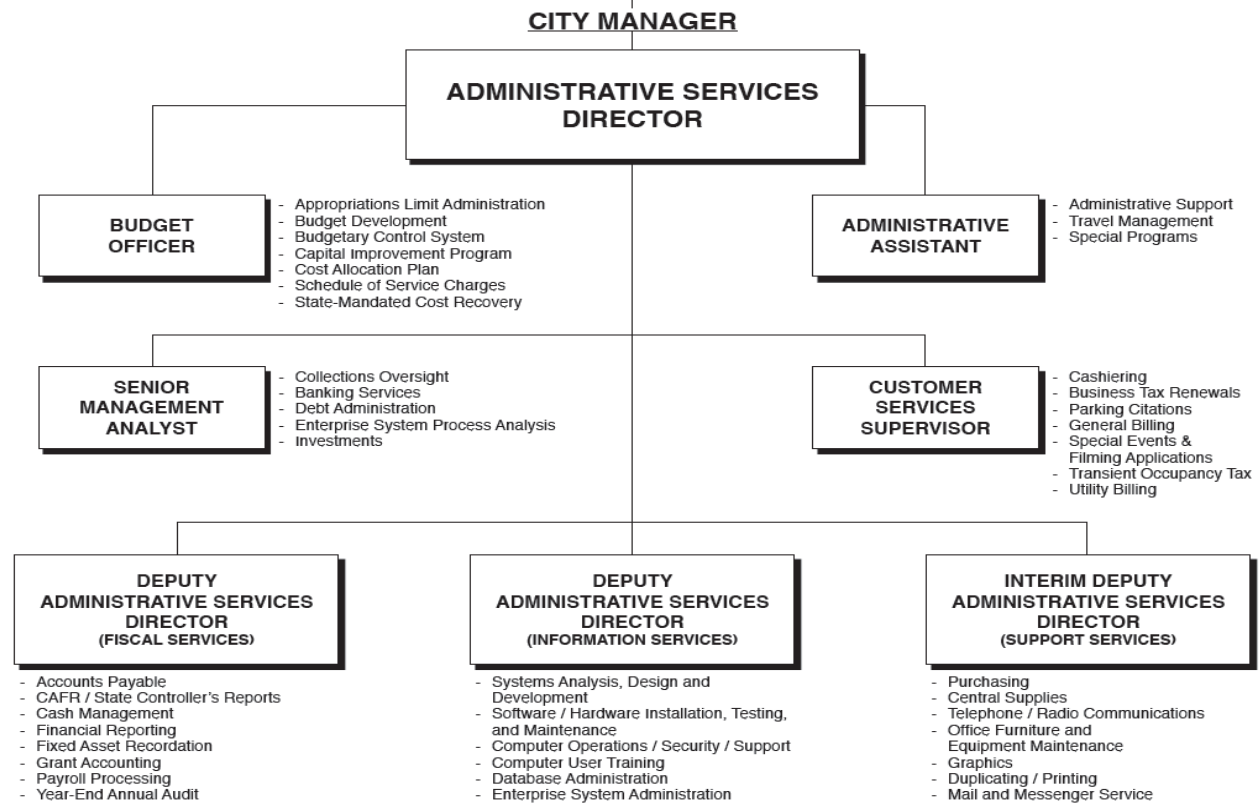 CITY MANAGER
ADMINISTRATIVE SERVICES
DIRECTOR
BUDGET
OFFICER
- Appropriations Limit Administration
- Budget Development
- Budgetary Control System
- Capital Improvement Program
- Cost Allocation Plan
- Schedule of Service Charges
- State-Mandated Cost Recovery
ADMINISTRATIVE
ASSISTANT
- Administrative Support
- Travel Management
- Special Programs
SENIOR
MANAGEMENT
ANALYST
- Collections Oversight
- Banking Services
- Debt Administration
- Enterprise System Process Analysis
- Investments
CUSTOMER
SERVICES
SUPERVISOR
- Cashiering
- Business Tax Renewals
- Parking Citations
- General Billing
- Special Events &
Filming Applications
- Transient Occupancy Tax
- Utility Billing
DEPUTY
ADMINISTRATIVE SERVICES
DIRECTOR
(FISCAL SERVICES)
- Accounts Payable
- CAFR / State Controller's Reports
- Cash Management
- Financial Reporting
- Fixed Asset Recordation
- Grant Accounting
- Payroll Processing
- Year-End Annual Audit
DEPUTY
ADMINISTRATIVE SERVICES
DIRECTOR
(INFORMATION SERVICES)
- Systems Analysis, Design and
Development
- Software / Hardware Installation, Testing,
and Maintenance
- Computer Operations / Security / Support
- Computer User Training
- Database Administration
- Enterprise System Administration
INTERIM DEPUTY
ADMINISTRATIVE SERVICES
DIRECTOR
(SUPPORT SERVICES)
- Purchasing
- Central Supplies
- Telephone / Radio Communications
- Office Furniture and
Equipment Maintenance
- Graphics
- Duplicating / Printing
- Mail and Messenger Service